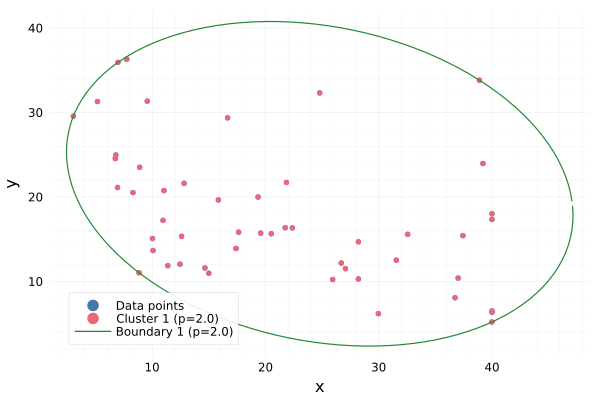 40
30
20
10
y
Data points
Cluster 1 (p=2.0)
Boundary 1 (p=2.0)
10 20 30 40
x